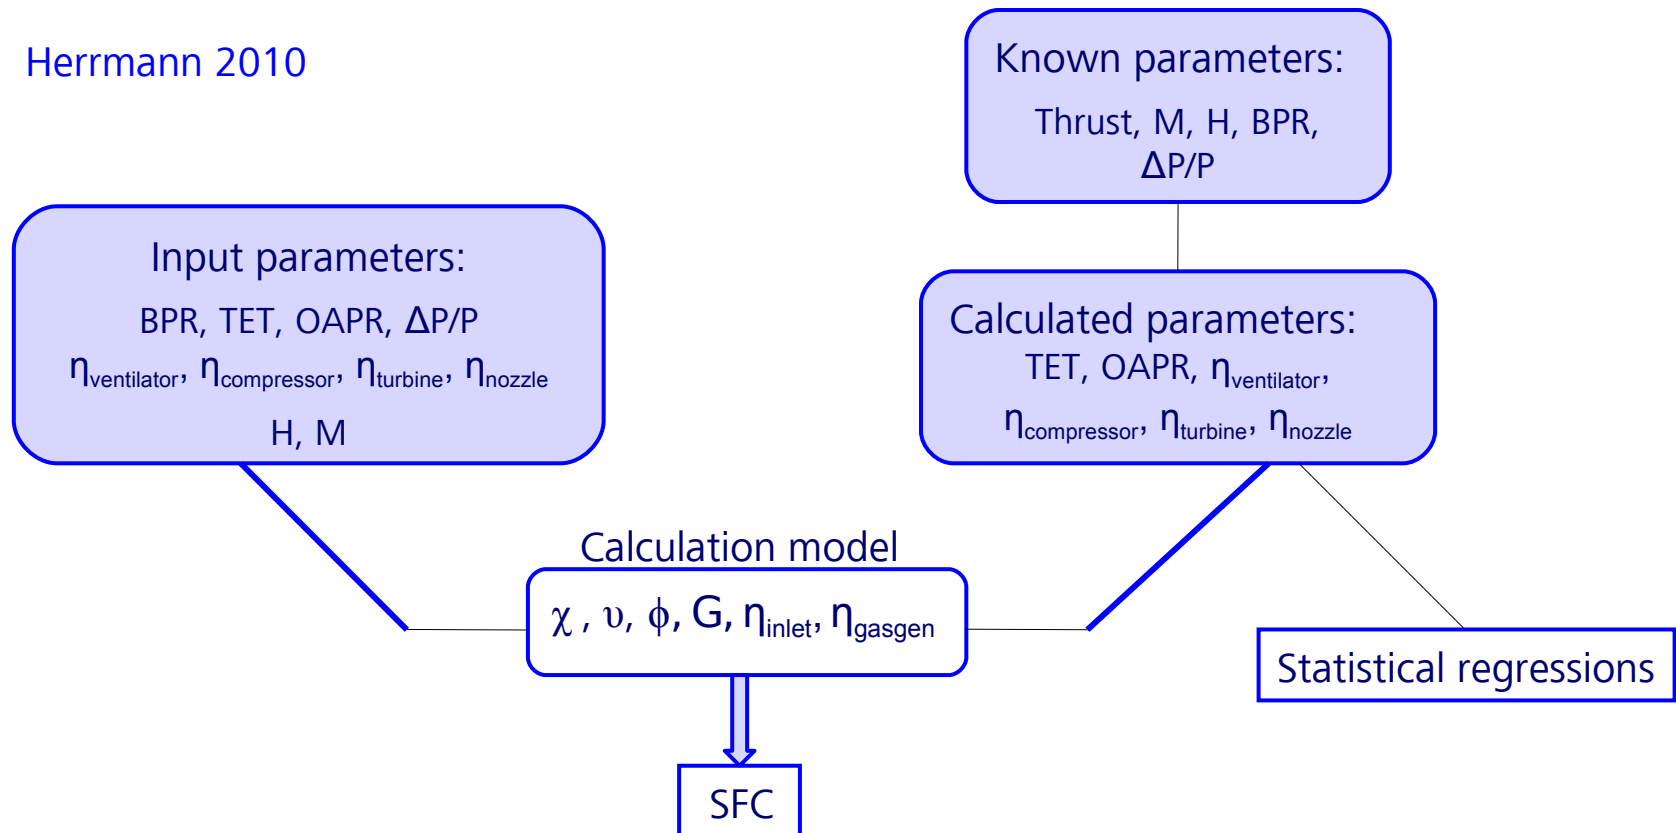 Herrmann 2010
Known parameters:
Thrust, M, H, BPR,
ΔP/P
Input parameters:
BPR, TET, OAPR, ΔP/P
ηventilator, ηcompressor, ηturbine, ηnozzle
H, M
Calculated parameters:
TET, OAPR, ηventilator,
ηcompressor, ηturbine, ηnozzle
Calculation model
χ , υ, ϕ, G, ηinlet, ηgasgen
Statistical regressions
SFC